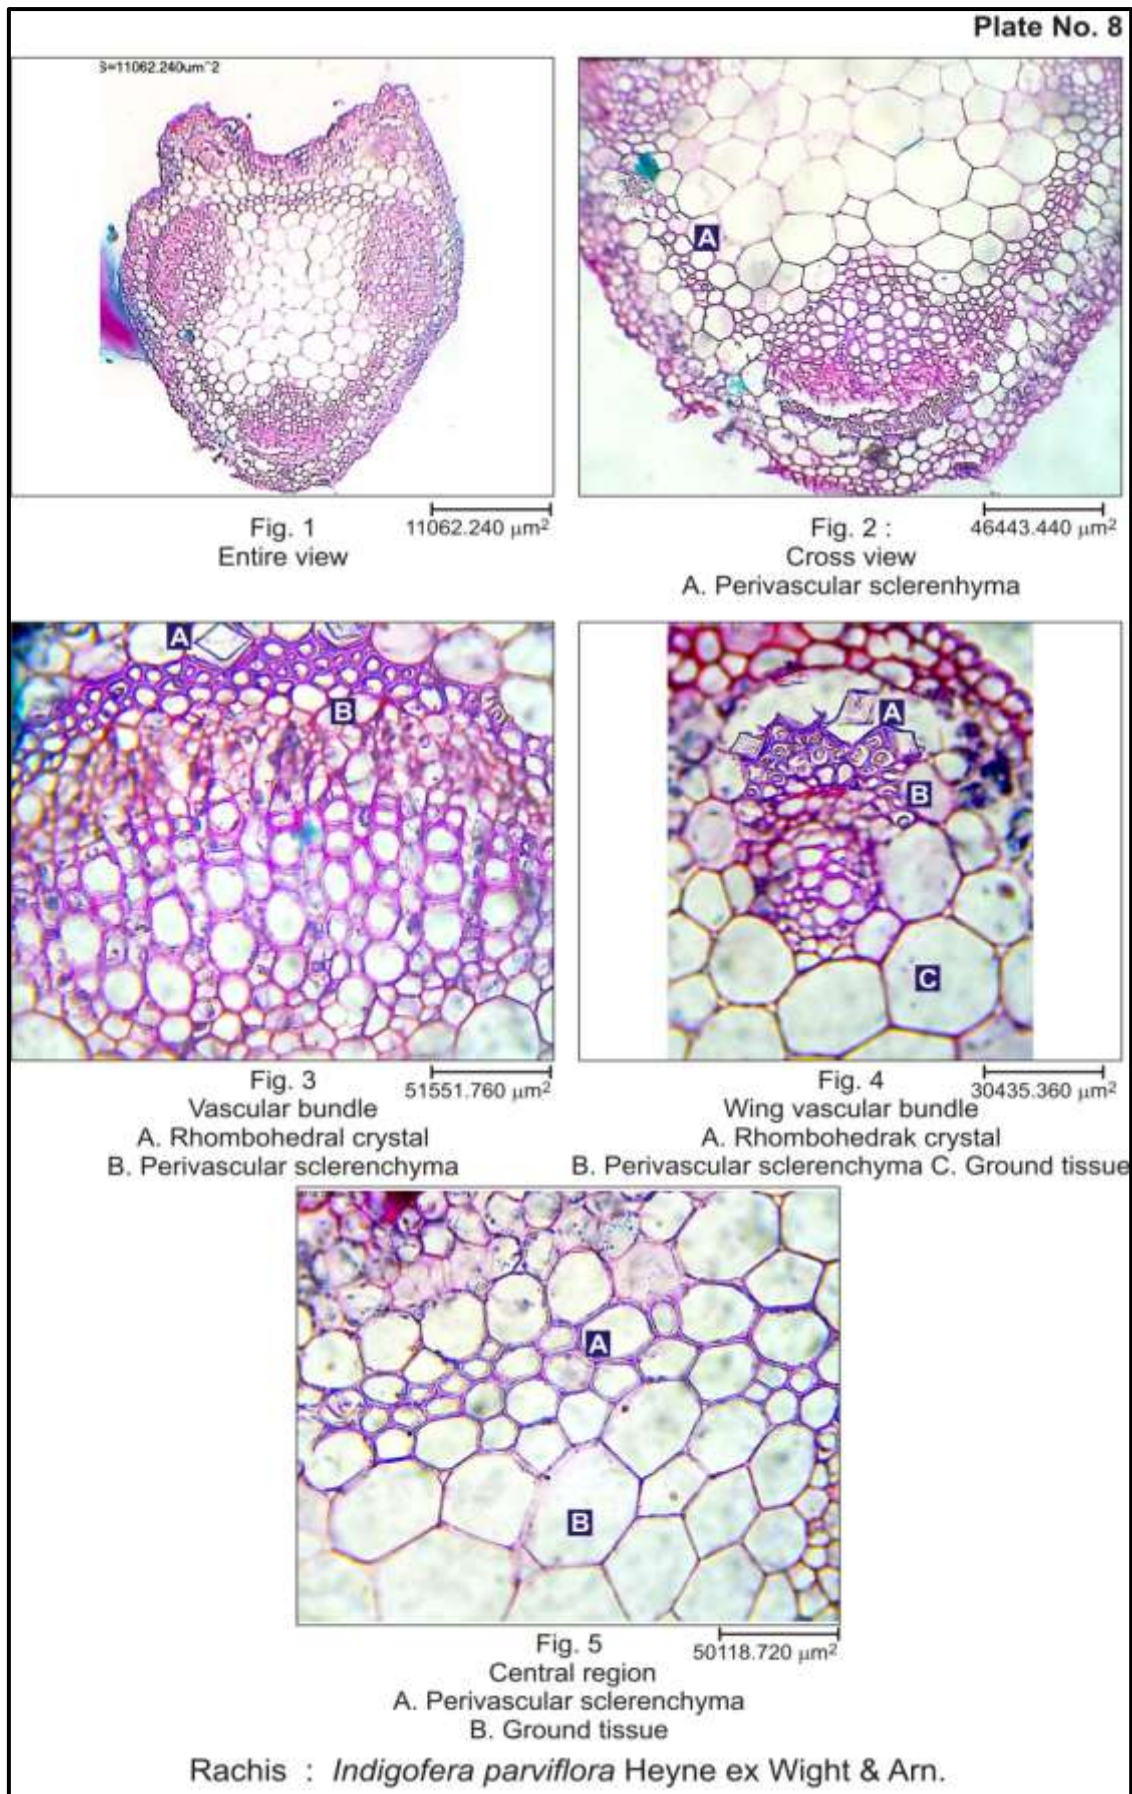 Plate No. 8
S=11062.240um^2
11062.240 μm²
Fig. 1
Entire view
A
46443.440 μm²
Fig. 2 :
Cross view
A. Perivascular sclerenhyma
A
B
51551.760 μm²
Fig. 3
Vascular bundle
A. Rhombohedral crystal
B. Perivascular sclerenchyma
A
B
C
30435.360 μm²
Fig. 4
Wing vascular bundle
A. Rhombohedrak crystal
B. Perivascular sclerenchyma C. Ground tissue
A
B
50118.720 μm²
Fig. 5
Central region
A. Perivascular sclerenchyma
B. Ground tissue
Rachis : Indigofera parviflora Heyne ex Wight & Arn.